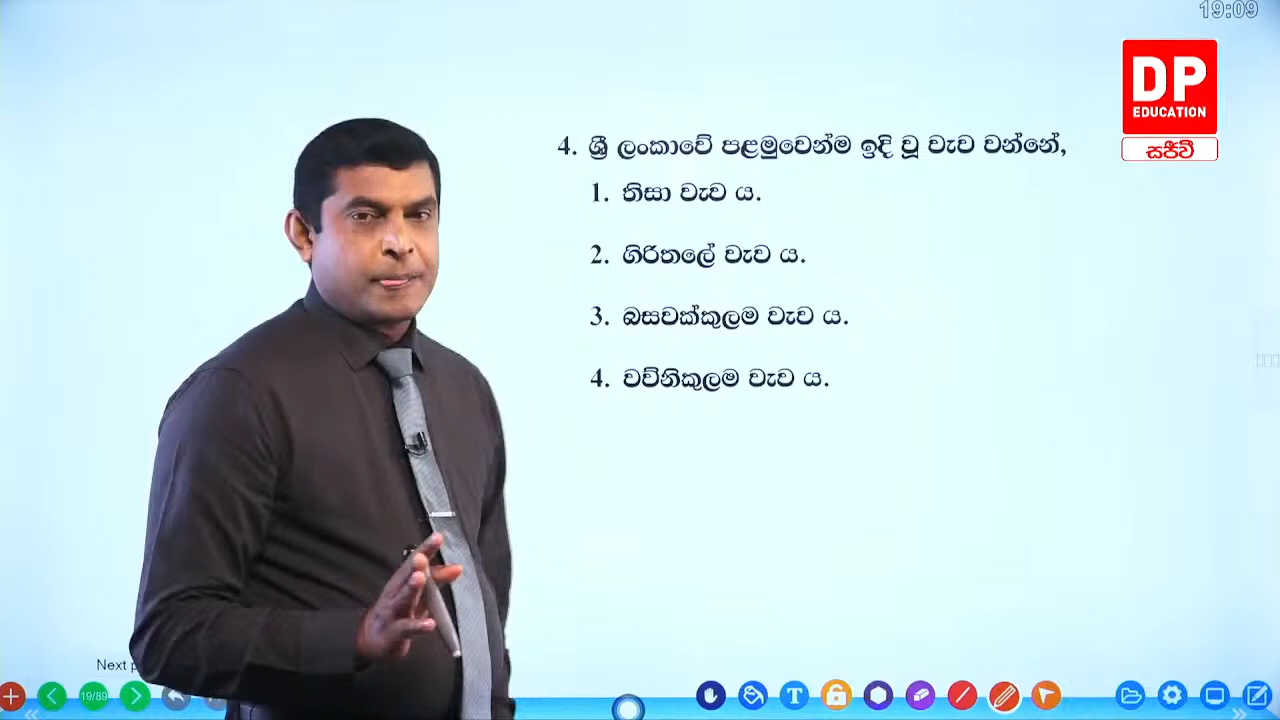 19:09
DP
EDUCATION
සජීවී
4. ශ්‍රී ලංකාවේ පළමුවෙන්ම ඉදි වූ වැව වන්නේ,
1. තිසා වැව ය.
2. ගිරිතලේ වැව ය.
3. බසවක්කුලම වැව ය.
4. වව්නිකුලම වැව ය.
Next
19/89